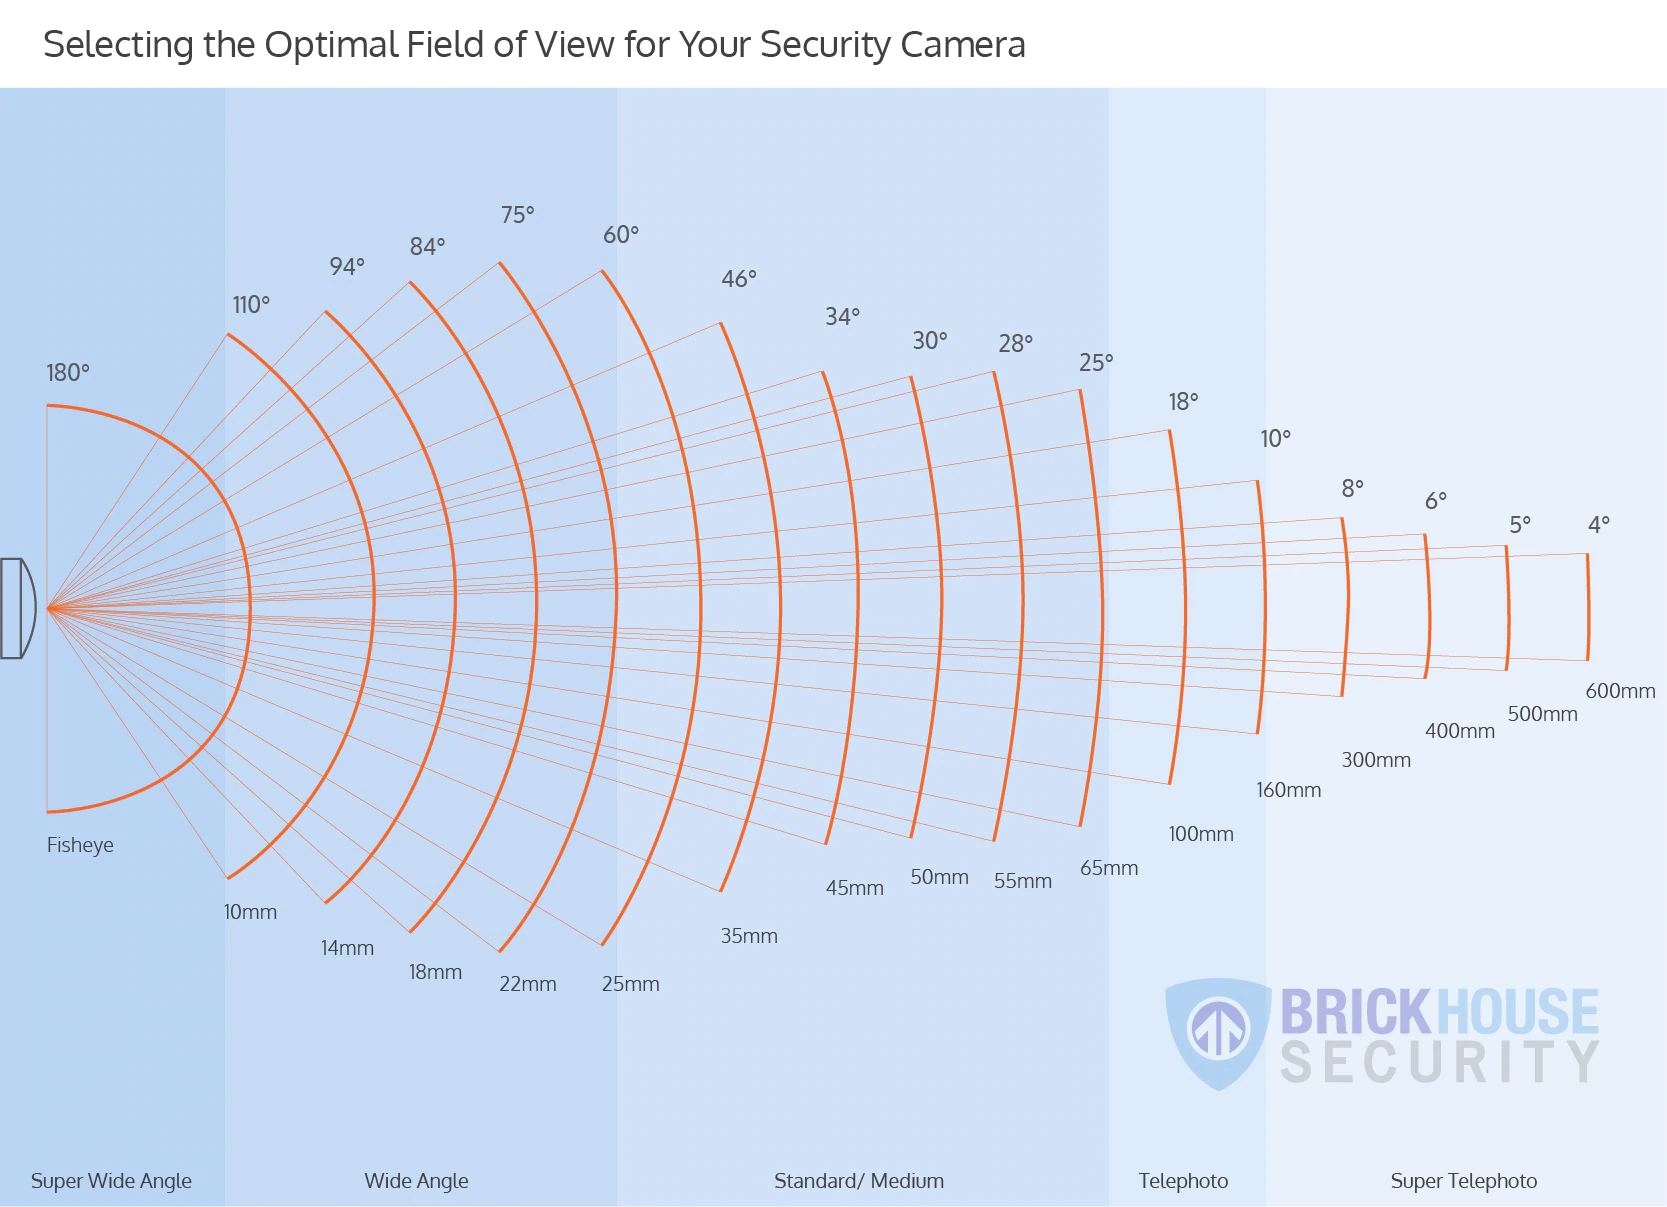 Selecting the Optimal Field of View for Your Security Camera
180°
110°
94°
84°
75°
60°
46°
34°
30°
28°
25°
18°
10°
8°
6°
5°
4°
Fisheye
10mm
14mm
18mm
22mm
25mm
35mm
45mm
50mm
55mm
65mm
100mm
160mm
300mm
400mm
500mm
600mm
BRICKHOUSE
SECURITY
Super Wide Angle
Wide Angle
Standard/ Medium
Telephoto
Super Telephoto